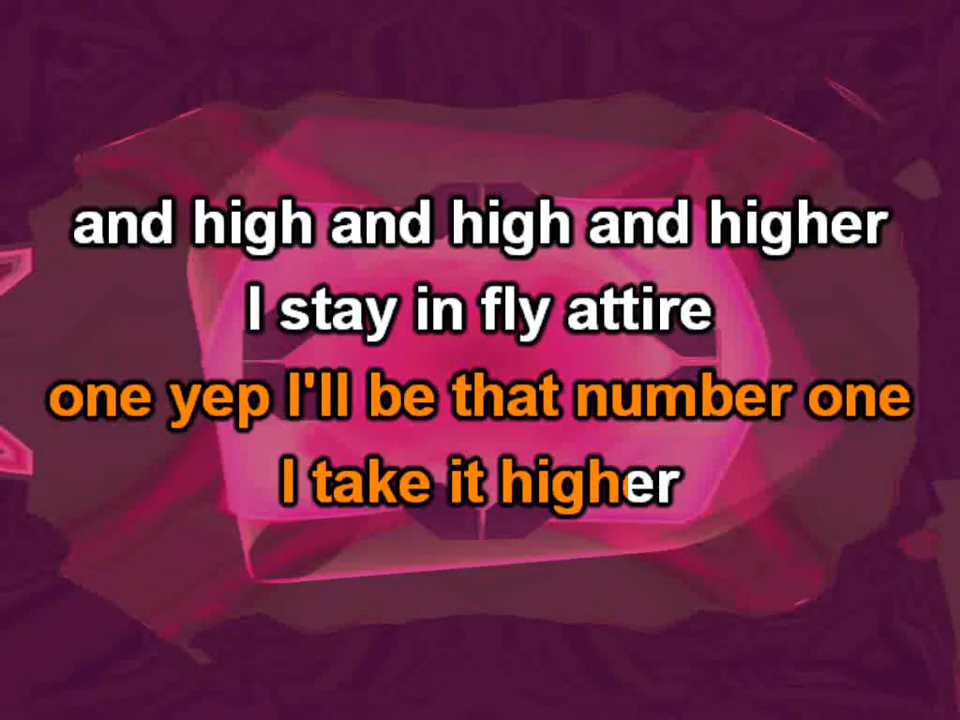 and high and high and higher
I stay in fly attire
one yep I'll be that number one
I take it higher